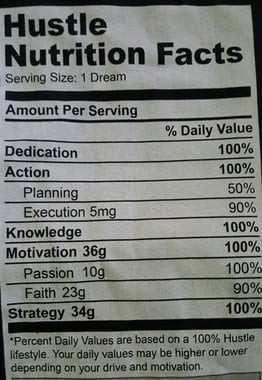 Hustle
Nutrition Facts
Serving Size: 1 Dream
Amount Per Serving
% Daily Value
Dedication 100%
Action 100%
Planning 50%
Execution 5mg 90%
Knowledge 100%
Motivation 36g 100%
Passion 10g 100%
Faith 23g 90%
Strategy 34g 100%
*Percent Daily Values are based on a 100% Hustle
lifestyle. Your daily values may be higher or lower
depending on your drive and motivation.